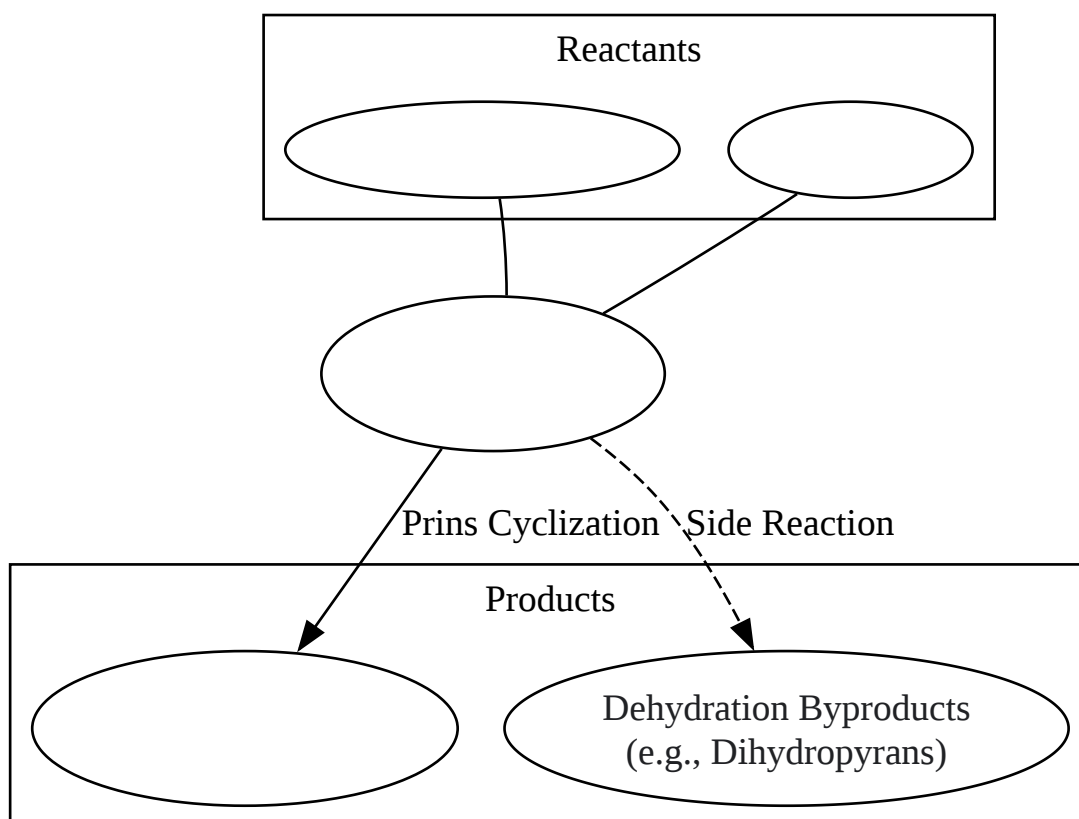 Reactants
Prins Cyclization
Side Reaction
Products
Dehydration Byproducts
(e.g., Dihydropyrans)